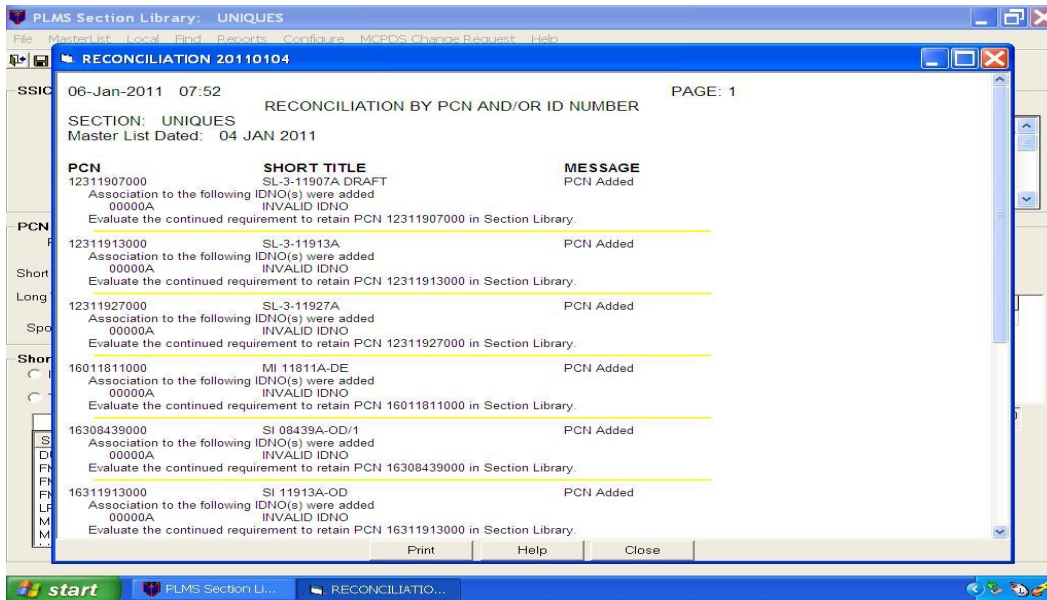 PLMS Section Library: UNIQUES
File MasterList Local Find Reports Configure MCPDS Change Request Help
RECONCILIATION 20110104
SSIC
06-Jan-2011 07:52 PAGE: 1
RECONCILIATION BY PCN AND/OR ID NUMBER
SECTION: UNIQUES
Master List Dated: 04 JAN 2011
PCN SHORT TITLE MESSAGE
12311907000 SL-3-11907A DRAFT PCN Added
Association to the following IDNO(s) were added
00000A INVALID IDNO
Evaluate the continued requirement to retain PCN 12311907000 in Section Library.
PCN
12311913000 SL-3-11913A PCN Added
Association to the following IDNO(s) were added
00000A INVALID IDNO
Evaluate the continued requirement to retain PCN 12311913000 in Section Library.
Short
Long
12311927000 SL-3-11927A PCN Added
Association to the following IDNO(s) were added
00000A INVALID IDNO
Evaluate the continued requirement to retain PCN 12311927000 in Section Library.
Spo
Shor
16011811000 MI 11811A-DE PCN Added
Association to the following IDNO(s) were added
00000A INVALID IDNO
Evaluate the continued requirement to retain PCN 16011811000 in Section Library.
16308439000 SI 08439A-OD/1 PCN Added
Association to the following IDNO(s) were added
00000A INVALID IDNO
Evaluate the continued requirement to retain PCN 16308439000 in Section Library.
16311913000 SI 11913A-OD PCN Added
Association to the following IDNO(s) were added
00000A INVALID IDNO
Evaluate the continued requirement to retain PCN 16311913000 in Section Library.
Print Help Close
start PLMS Section Li... RECONCILIATIO...